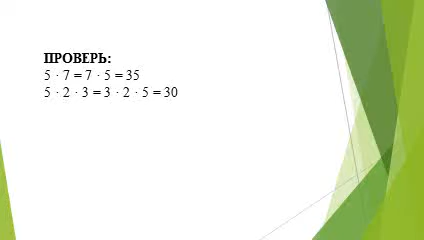 ПРОВЕРЬ:
5 · 7 = 7 · 5 = 35
5 · 2 · 3 = 3 · 2 · 5 = 30